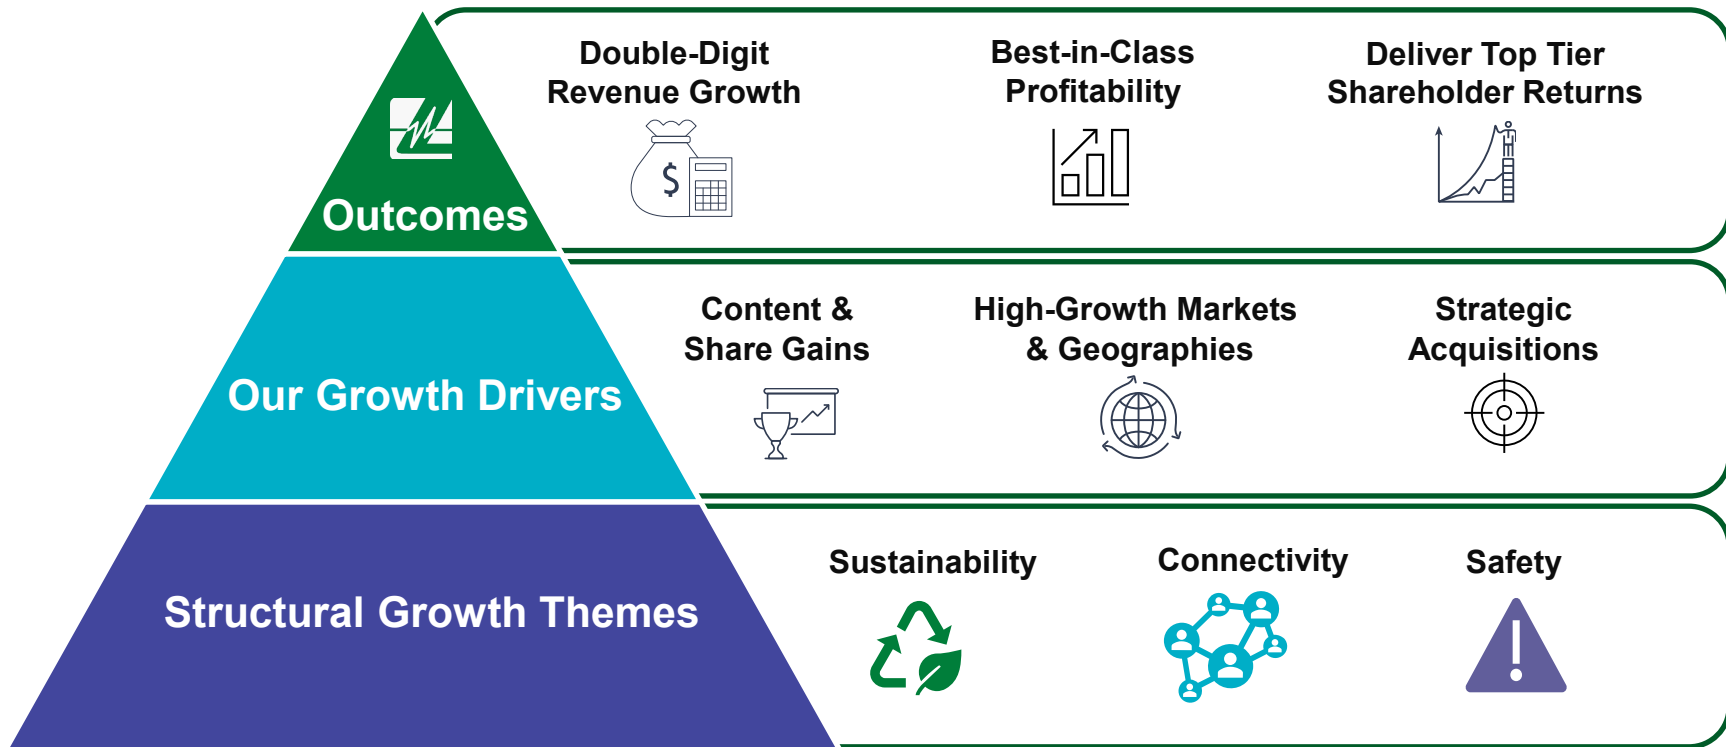 Double-Digit
Revenue Growth
Best-in-Class
Profitability
Deliver Top Tier
Shareholder Returns
$
Outcomes
Content &
Share Gains
High-Growth Markets
& Geographies
Strategic
Acquisitions
Our Growth Drivers
Sustainability
Connectivity
Safety
Structural Growth Themes
!